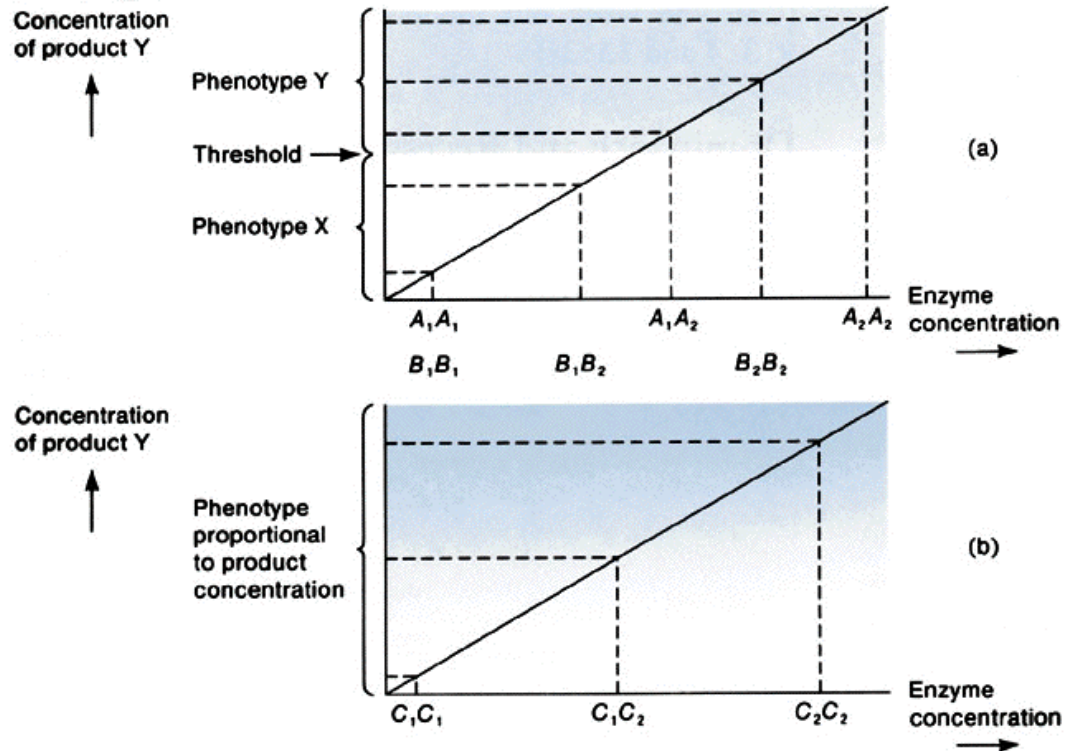 Concentration
of product Y
Phenotype Y
Threshold
Phenotype X
(a)
A₁A₁
A₁A₂
A₂A₂
Enzyme
concentration
B₁B₁
B₁B₂
B₂B₂
Concentration
of product Y
Phenotype
proportional
to product
concentration
(b)
C₁C₁
C₁C₂
C₂C₂
Enzyme
concentration